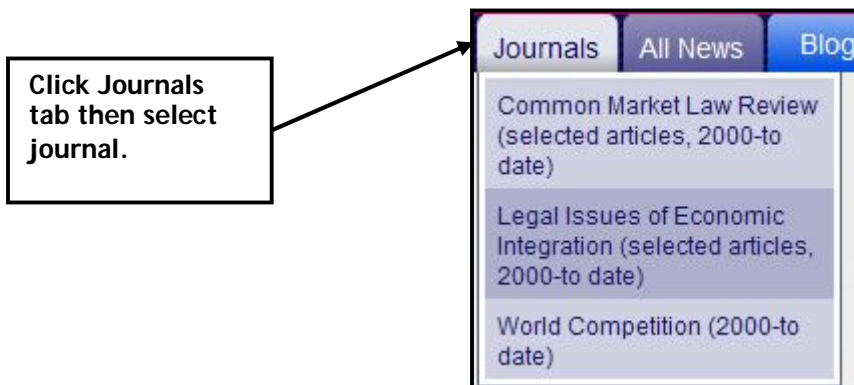 Journals All News Blog
Click Journals
tab then select
journal.
Common Market Law Review
(selected articles, 2000-to
date)
Legal Issues of Economic
Integration (selected articles,
2000-to date)
World Competition (2000-to
date)